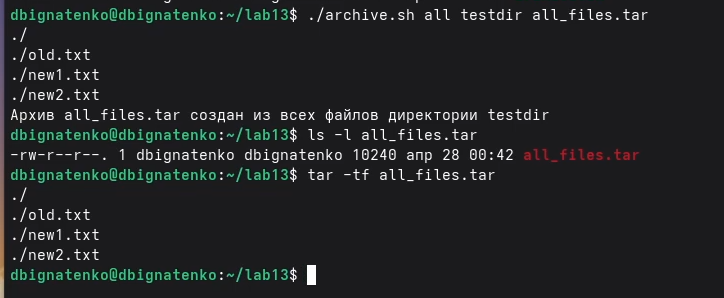 dbignatenko@dbignatenko:~/lab13$ ./archive.sh all testdir all_files.tar
./
./old.txt
./new1.txt
./new2.txt
Архив all_files.tar создан из всех файлов директории testdir
dbignatenko@dbignatenko:~/lab13$ ls -l all_files.tar
-rw-r--r--. 1 dbignatenko dbignatenko 10240 апр 28 00:42 all_files.tar
dbignatenko@dbignatenko:~/lab13$ tar -tf all_files.tar
./
./old.txt
./new1.txt
./new2.txt
dbignatenko@dbignatenko:~/lab13$